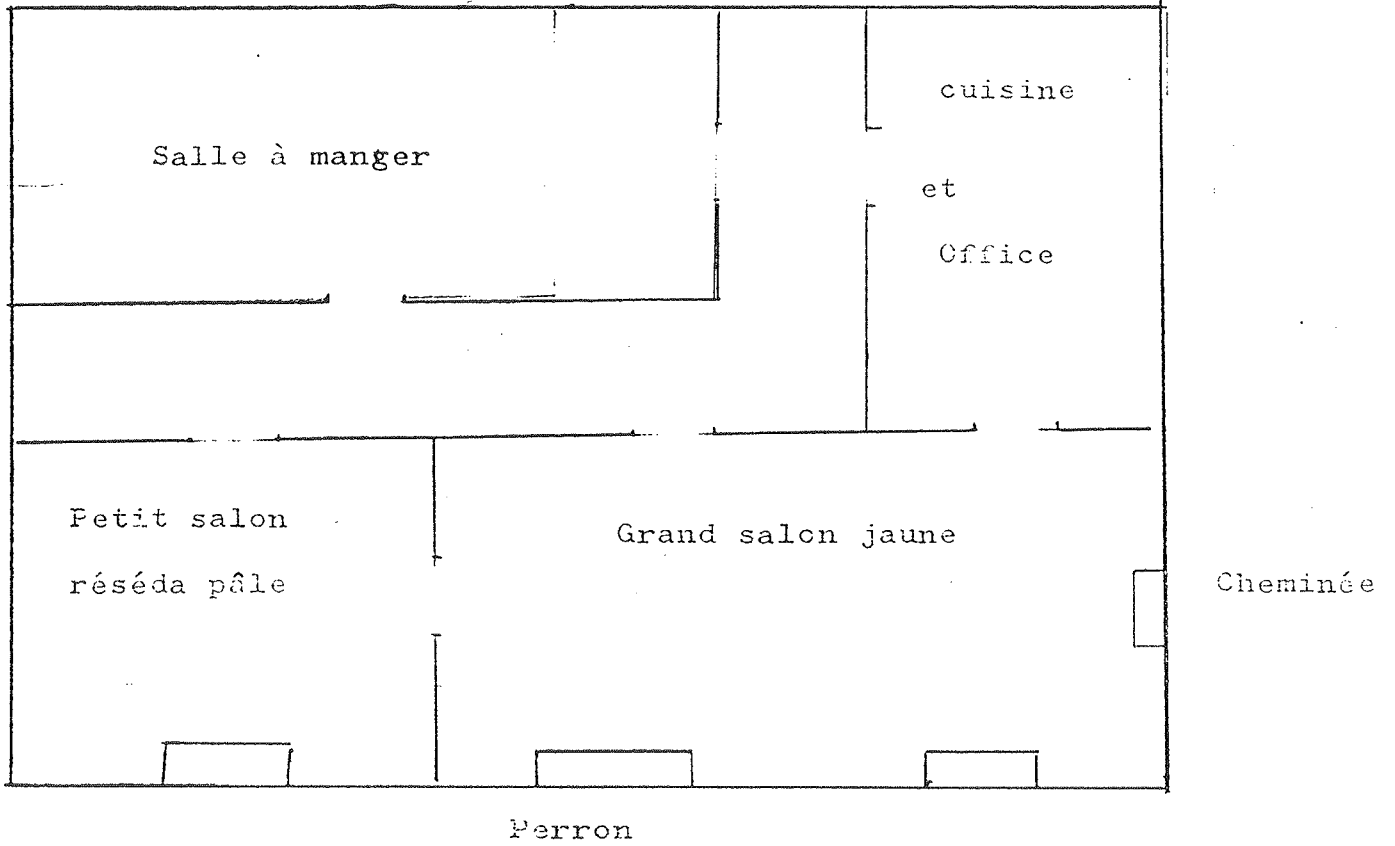 cuisine
Salle à manger
et
Office
Petit salon
réséda pâle
Grand salon jaune
Cheminée
Perron